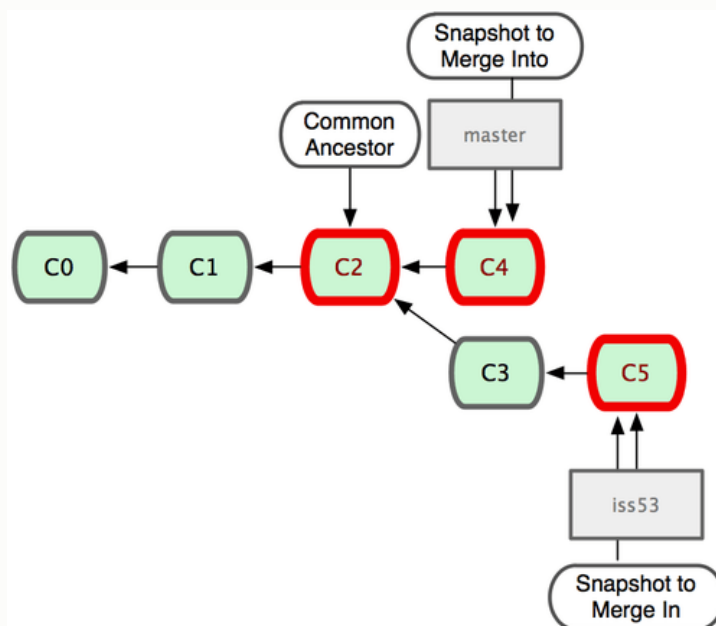 Snapshot to
Merge Into
Common
Ancestor
master
C0
C1
C2
C4
C3
C5
iss53
Snapshot to
Merge In